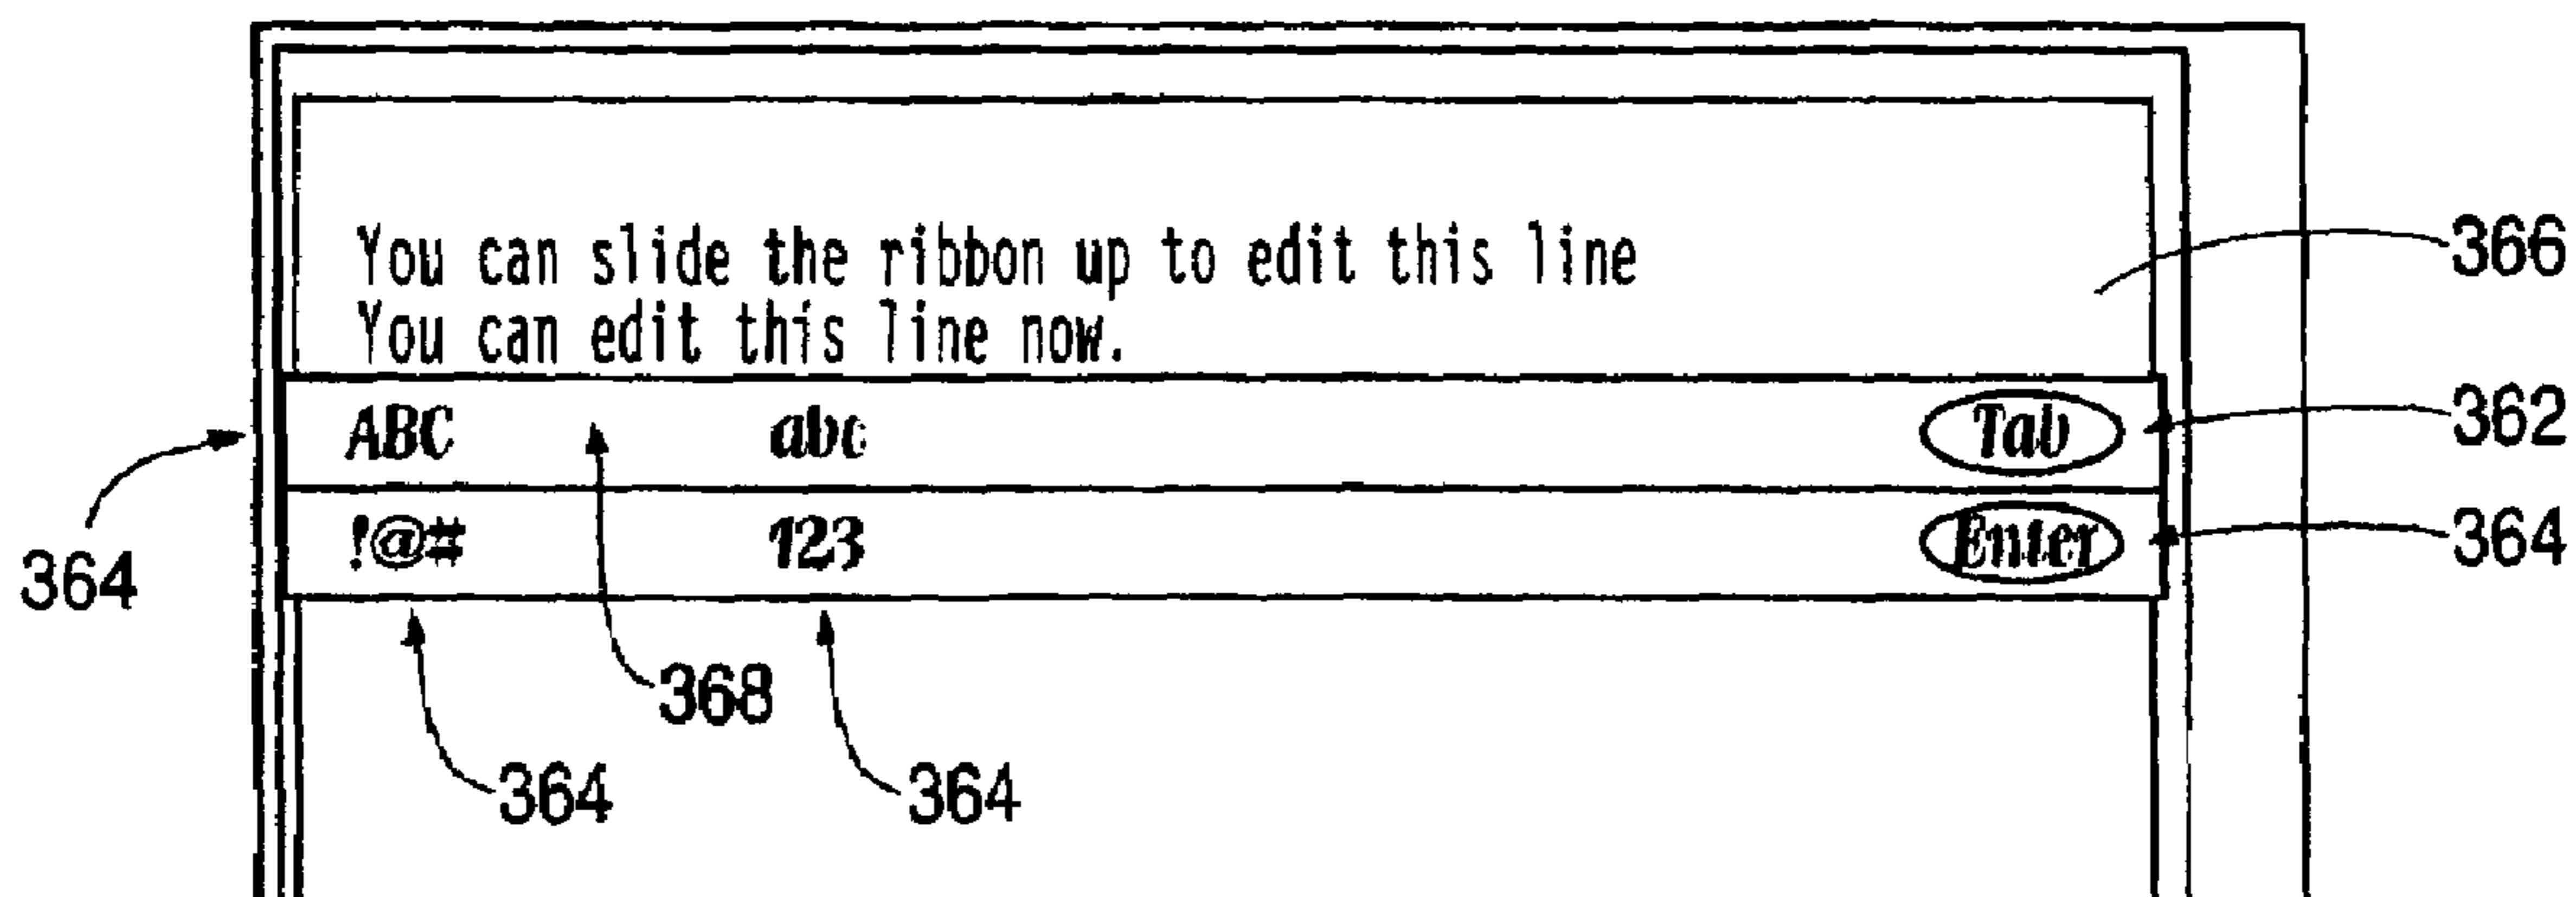 You can slide the ribbon up to edit this line
366
You can edit this line now.
ABC abc Tab
362
!@# 123 Enter
364
364
368
364
364